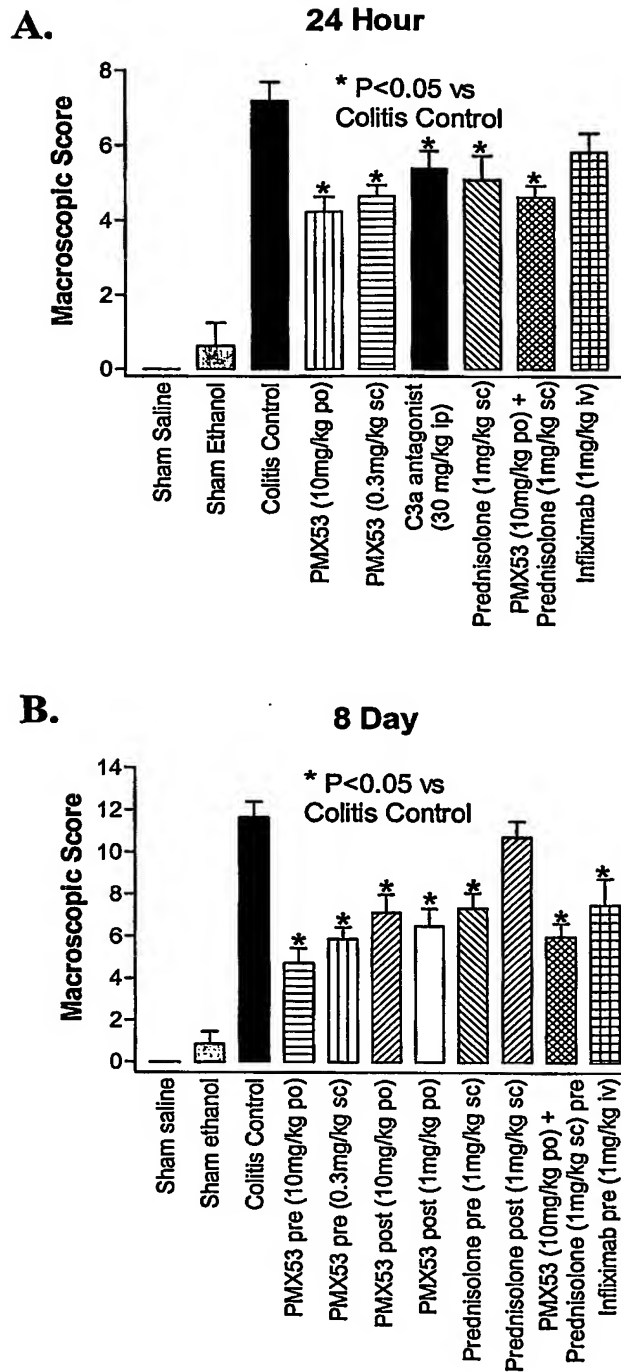 A.
24 Hour
* P<0.05 vs
Colitis Control
Macroscopic Score
8
6
4
2
0
* * * * *
Sham Saline
Sham Ethanol
Colitis Control
PMX53 (10mg/kg po)
PMX53 (0.3mg/kg sc)
C3a antagonist
(30 mg/kg ip)
Prednisolone (1mg/kg sc)
PMX53 (10mg/kg po) +
Prednisolone (1mg/kg sc)
Infliximab (1mg/kg iv)
B.
8 Day
* P<0.05 vs
Colitis Control
Macroscopic Score
14
12
10
8
6
4
2
0
* * * * * * *
Sham saline
Sham ethanol
Colitis Control
PMX53 pre (10mg/kg po)
PMX53 pre (0.3mg/kg sc)
PMX53 post (10mg/kg po)
PMX53 post (1mg/kg po)
Prednisolone pre (1mg/kg sc)
Prednisolone post (1mg/kg sc)
PMX53 (10mg/kg po) +
Prednisolone (1mg/kg sc) pre
Infliximab pre (1mg/kg iv)